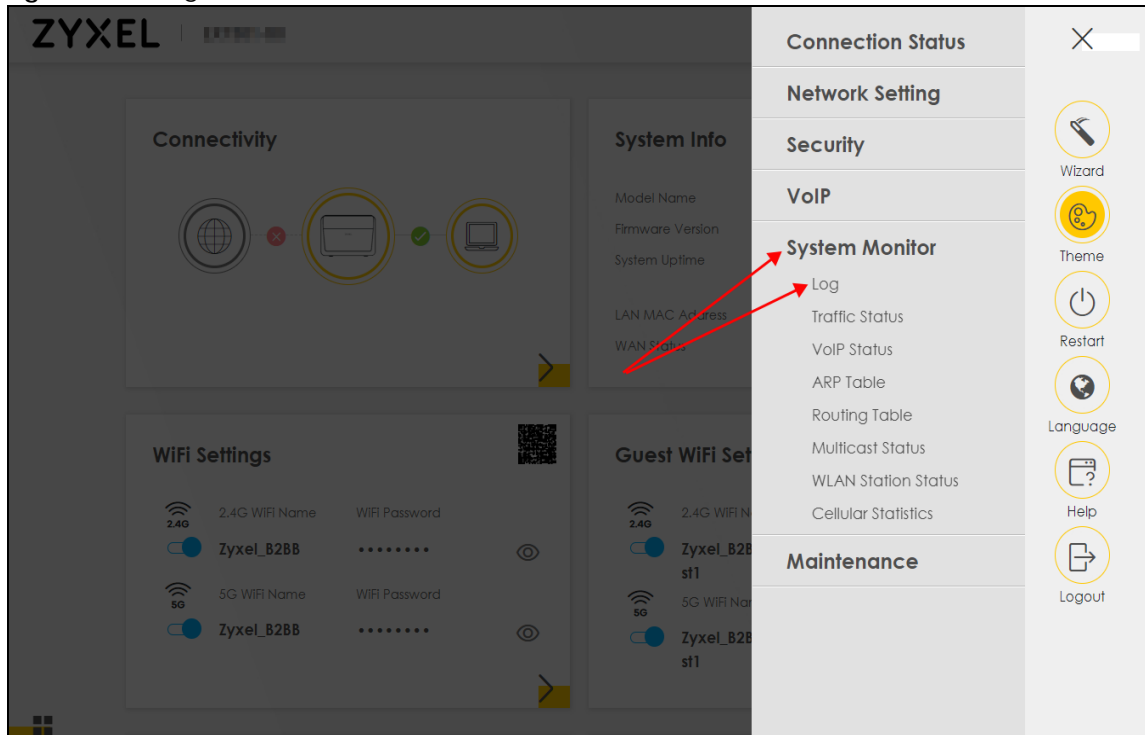 ZYXEL
Connectivity
System Info
Model Name
Firmware Version
System Uptime
LAN MAC Address
WAN Status
WiFi Settings
2.4G
2.4G WiFi Name WiFi Password
Zyxel_B2BB ••••••••
5G
5G WiFi Name WiFi Password
Zyxel_B2BB ••••••••
Guest WiFi Set
2.4G
2.4G WiFi N
Zyxel_B2B
st1
5G
5G WiFi Nar
Zyxel_B2B
st1
Connection Status
Network Setting
Security
VoIP
System Monitor
Log
Traffic Status
VoIP Status
ARP Table
Routing Table
Multicast Status
WLAN Station Status
Cellular Statistics
Maintenance
Wizard
Theme
Restart
Language
Help
Logout